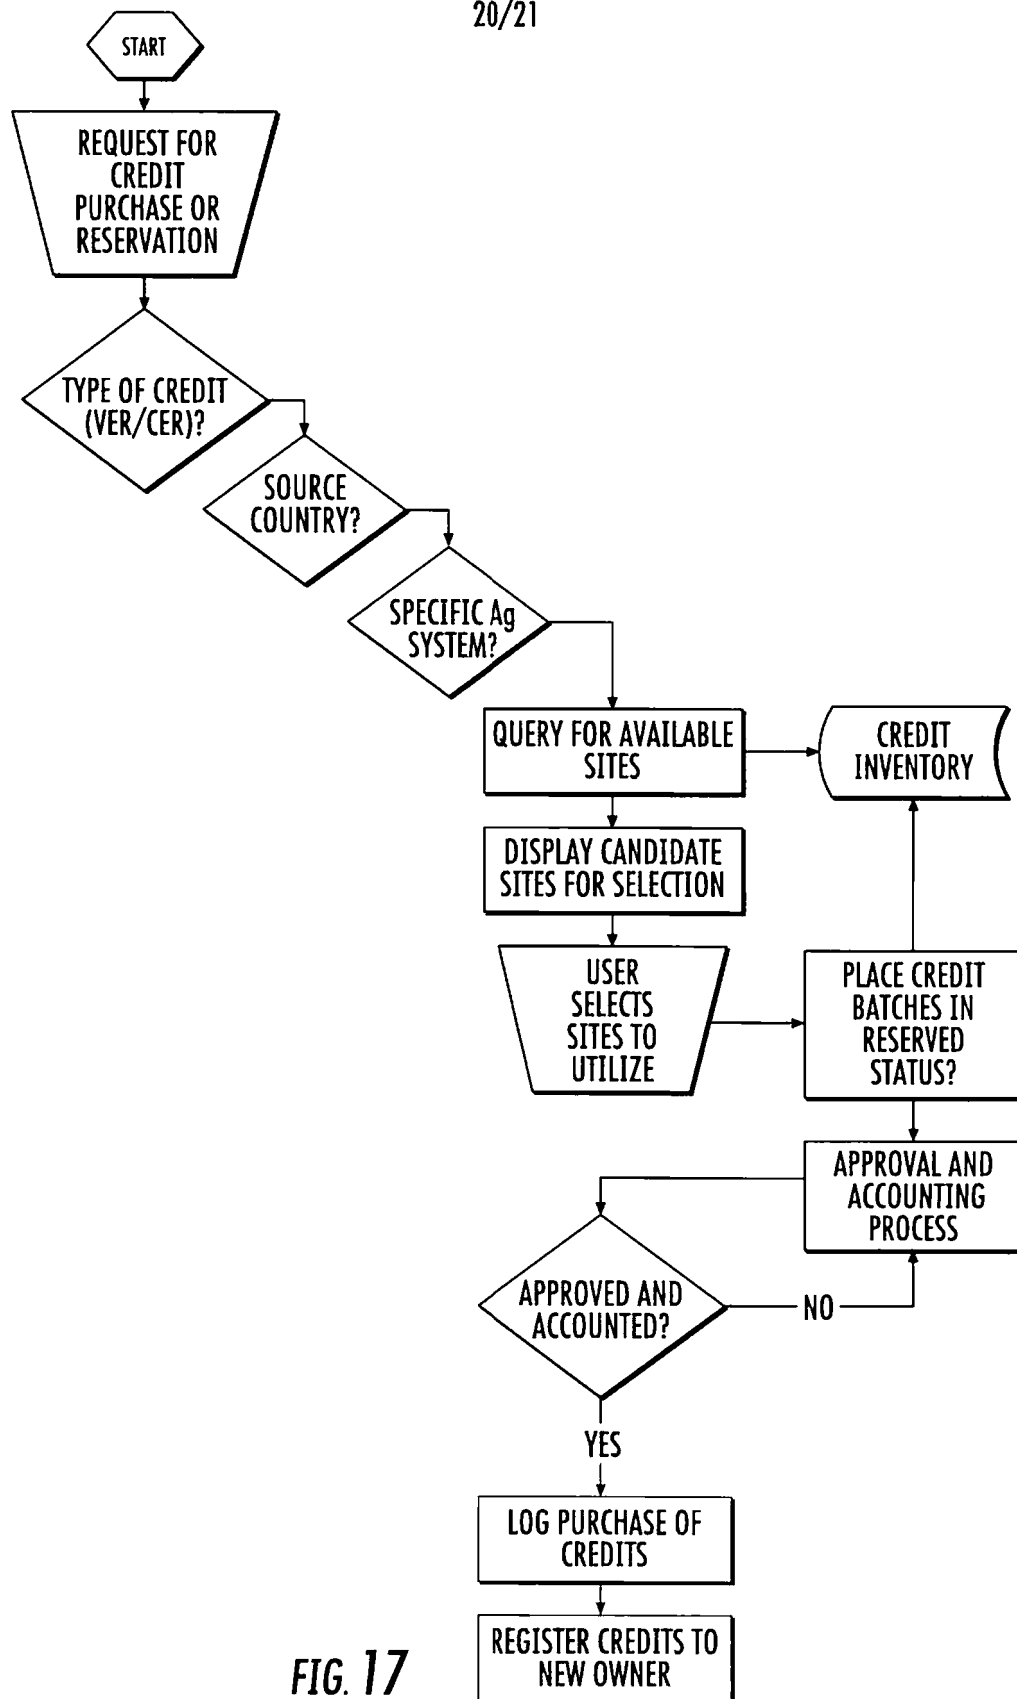 20/21
START
REQUEST FOR
CREDIT
PURCHASE OR
RESERVATION
TYPE OF CREDIT
(VER/CER)?
SOURCE
COUNTRY?
SPECIFIC Ag
SYSTEM?
QUERY FOR AVAILABLE
SITES
CREDIT
INVENTORY
DISPLAY CANDIDATE
SITES FOR SELECTION
USER
SELECTS
SITES TO
UTILIZE
PLACE CREDIT
BATCHES IN
RESERVED
STATUS?
APPROVAL AND
ACCOUNTING
PROCESS
APPROVED AND
ACCOUNTED?
NO
YES
LOG PURCHASE OF
CREDITS
REGISTER CREDITS TO
NEW OWNER
FIG. 17